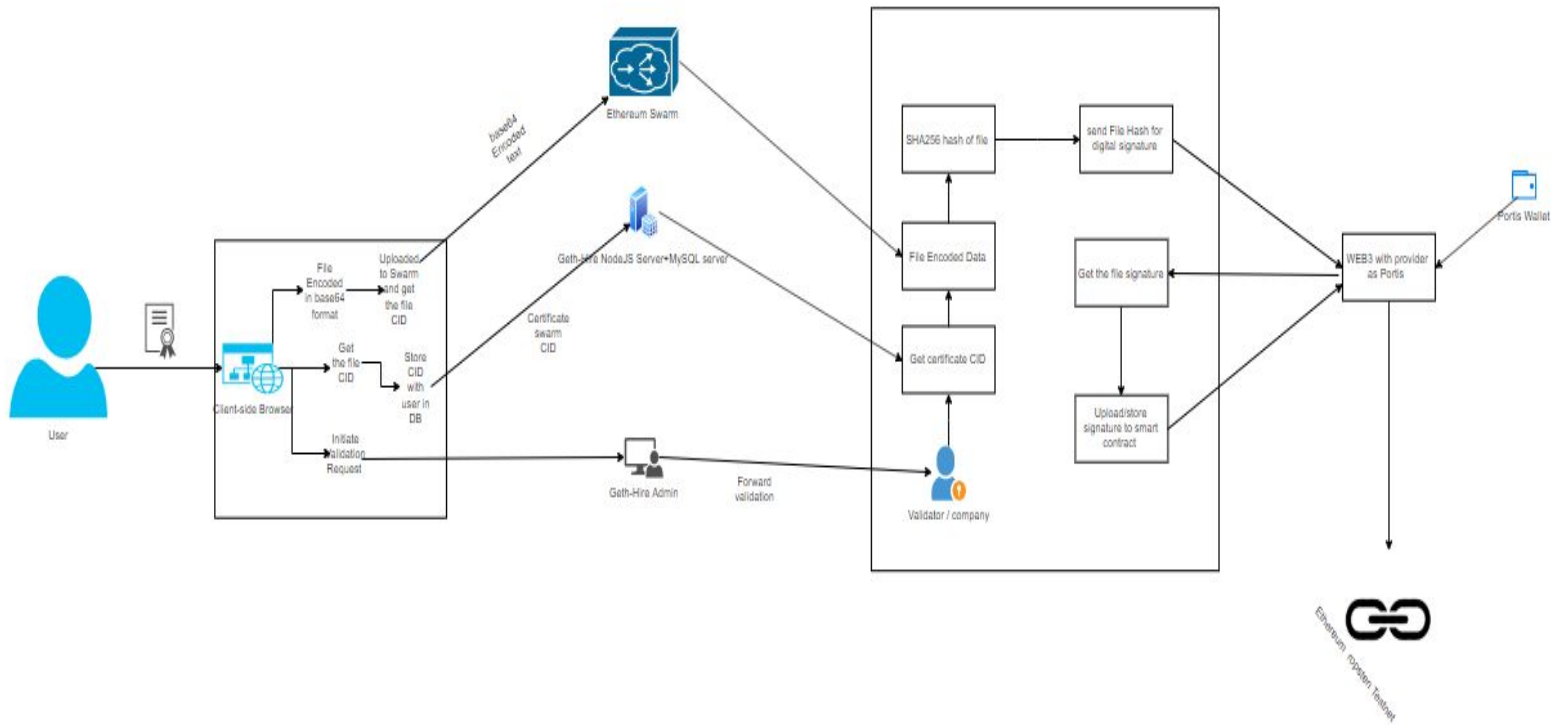 Ethereum Swarm
base64
Encoded
text
SHA256 hash of file
send File Hash for
digital signature
Portis Wallet
Geth-Hire NodeJS Server+MySQL server
File Encoded Data
Get the file signature
WEB3 with provider
as Portis
File
Encoded
in base64
format
Uploaded
to Swarm
and get
the file
CID
Certificate
swarm
CID
Get
the file
CID
Store
CID
with
user in
DB
Get certificate CID
Client-side Browser
User
Initiate
Validation
Request
Geth-Hire Admin
Forward
validation
Upload/store
signature to smart
contract
Validator / company
Ethereum ropsten Testnet